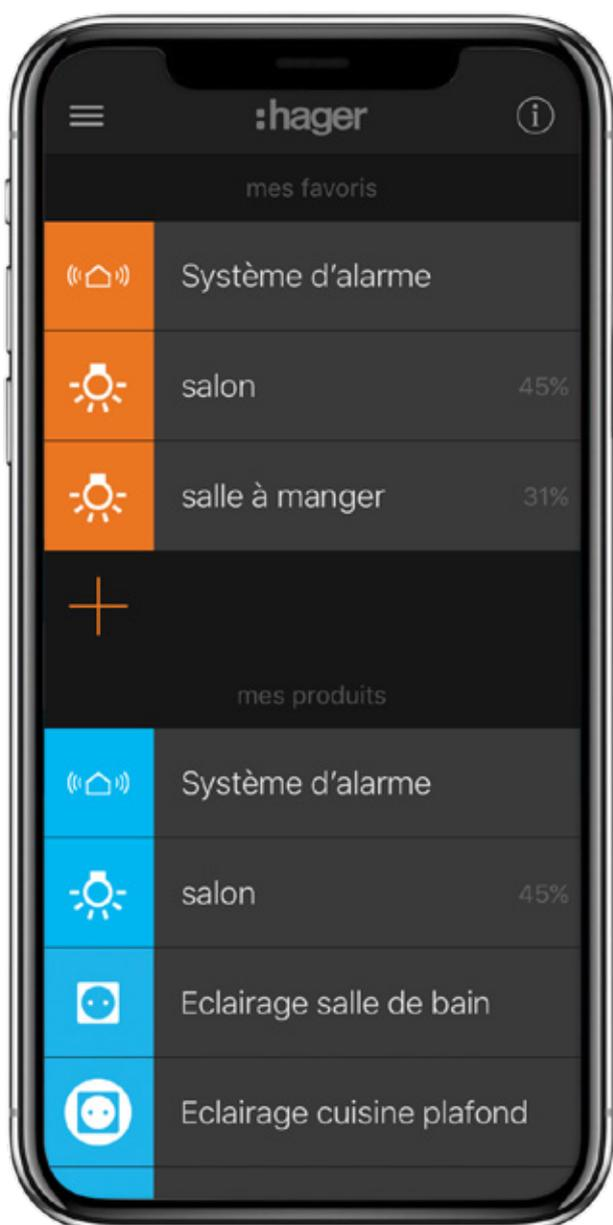 :hager
mes favoris
Système d'alarme
salon 45%
salle à manger 31%
mes produits
Système d'alarme
salon 45%
Eclairage salle de bain
Eclairage cuisine plafond